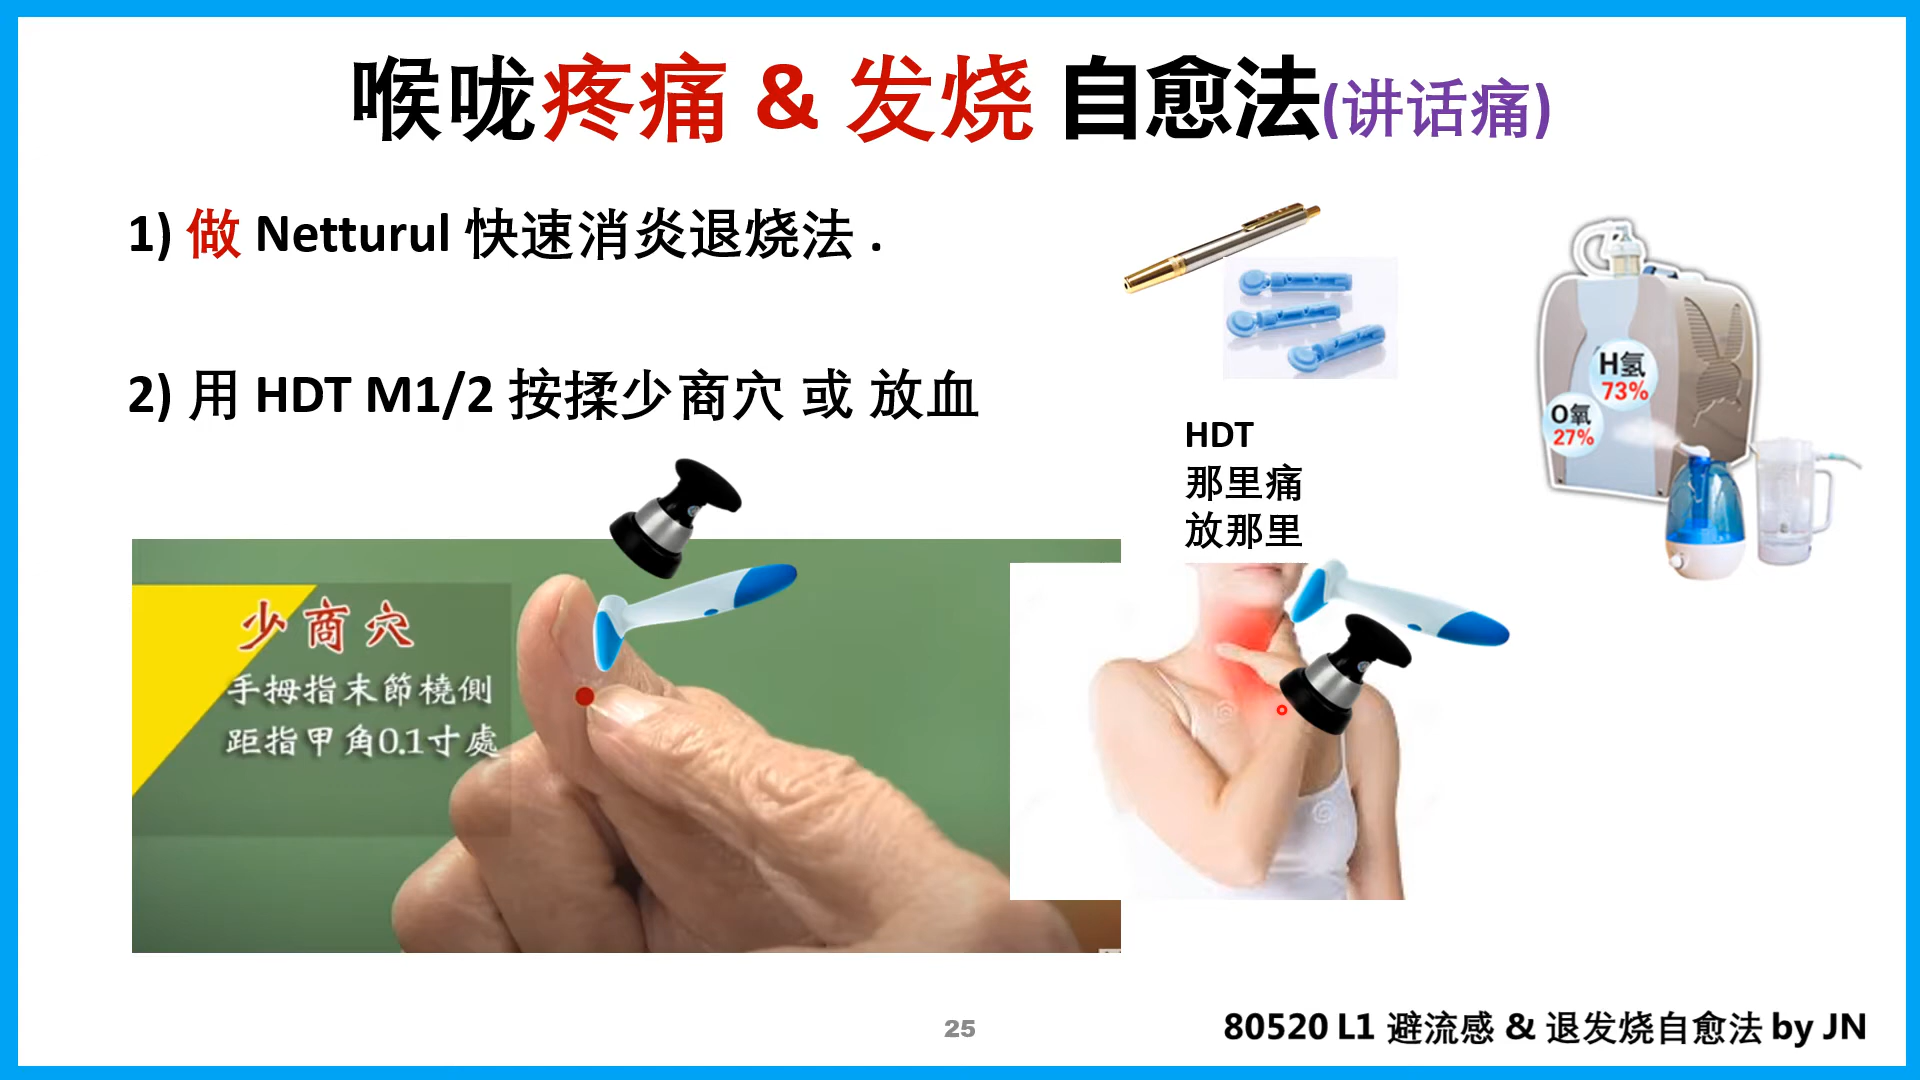 喉咙疼痛 & 发烧 自愈法(讲话痛)
1) 做 Netturul 快速消炎退烧法 .
2) 用 HDT M1/2 按揉少商穴 或 放血
H氢
73%
O氧
27%
HDT
那里痛
放那里
少商穴
手拇指末節橈側
距指甲角0.1寸處
25
80520 L1 避流感 & 退发烧自愈法 by JN